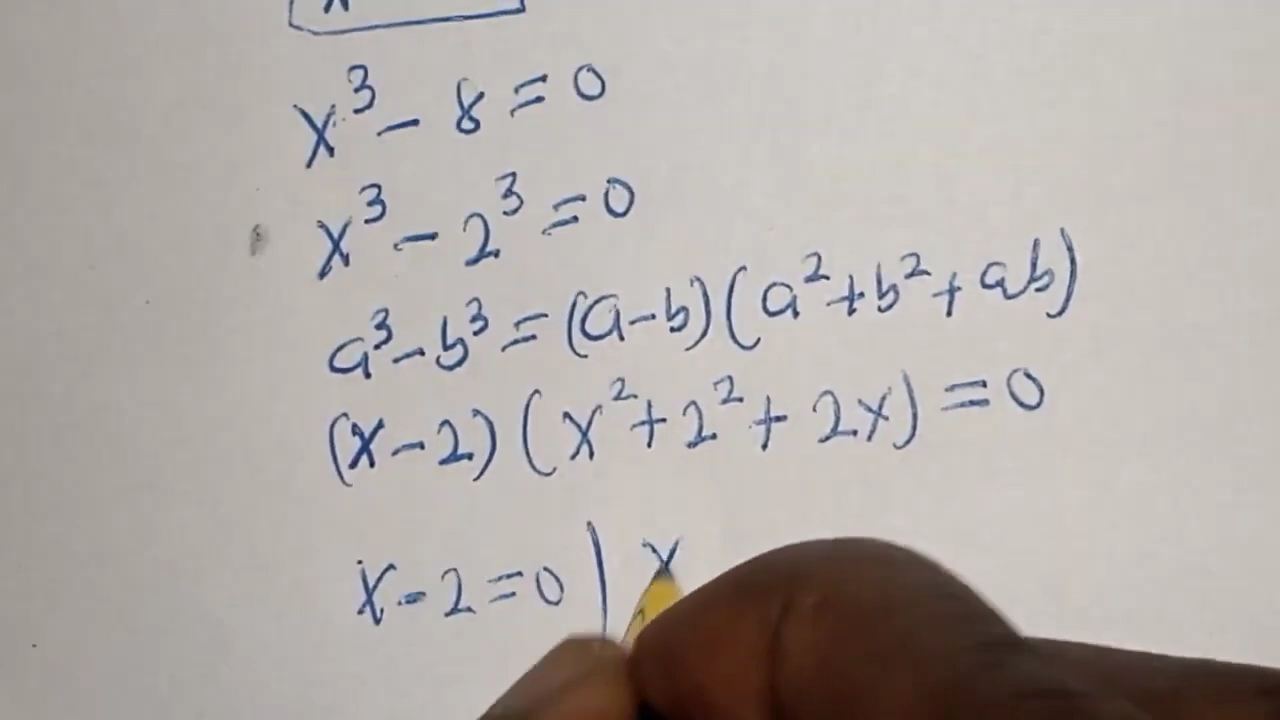 x³ - 8 = 0
x³ - 2³ = 0
a³ - b³ = (a - b)(a² + b² + ab)
(x - 2)(x² + 2² + 2x) = 0
x - 2 = 0 | x